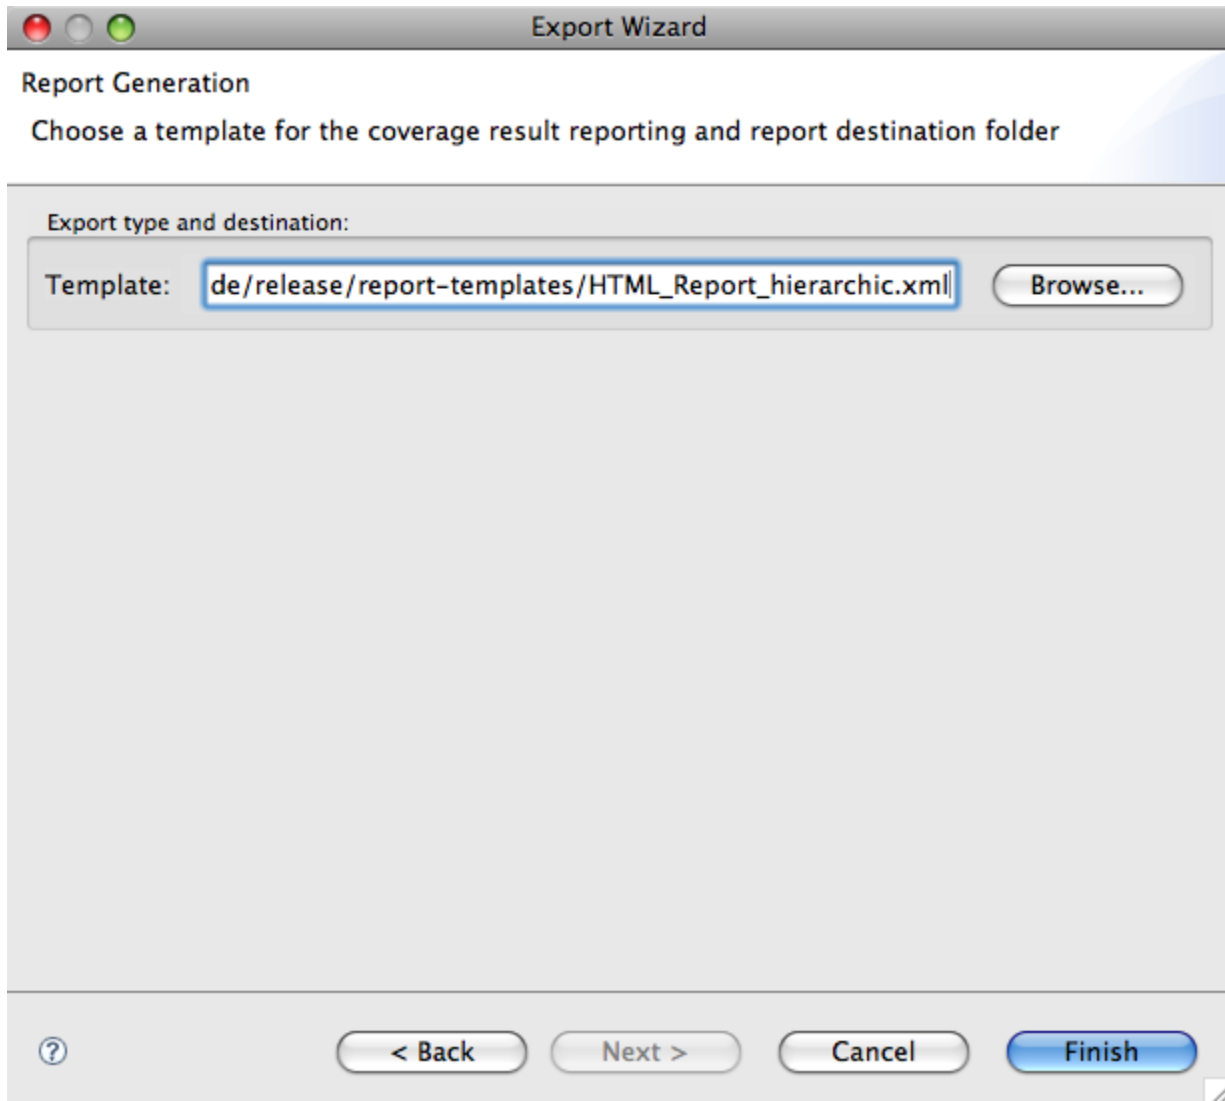 Export Wizard
Report Generation
Choose a template for the coverage result reporting and report destination folder
Export type and destination:
Template: de/release/report-templates/HTML_Report_hierarchic.xml Browse...
? < Back Next > Cancel Finish